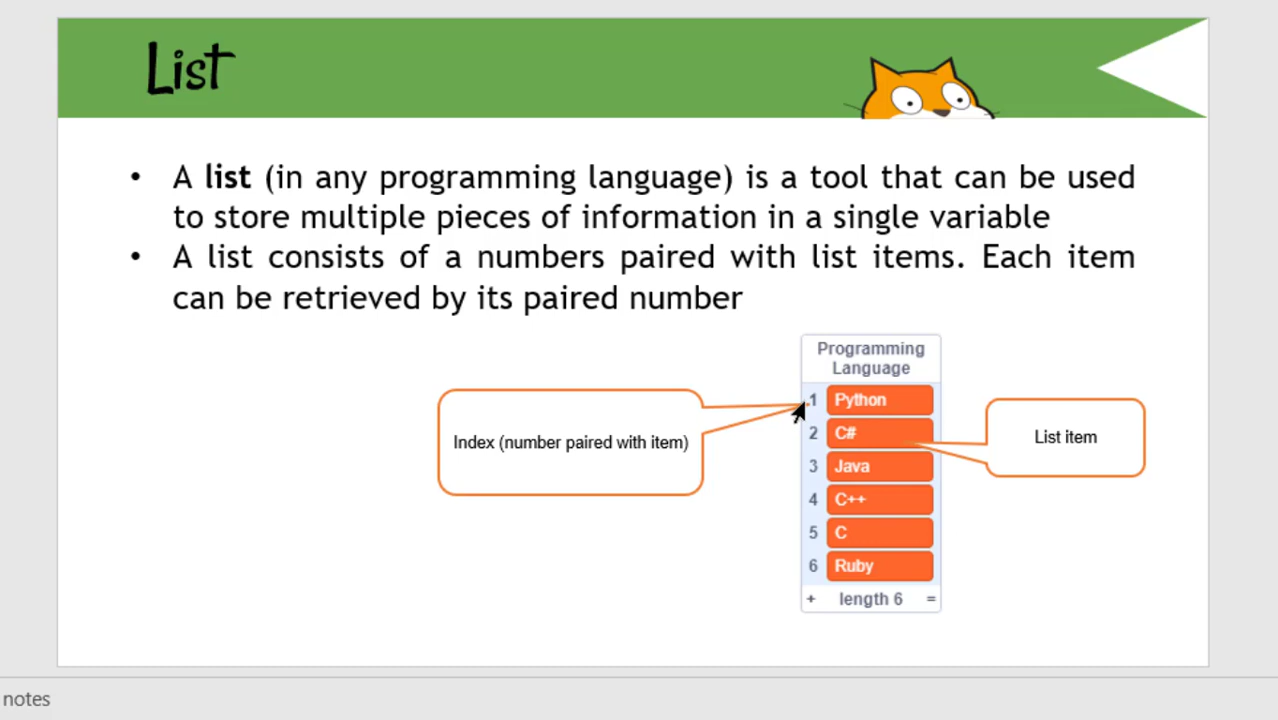 List
• A list (in any programming language) is a tool that can be used
to store multiple pieces of information in a single variable
• A list consists of a numbers paired with list items. Each item
can be retrieved by its paired number
Programming
Language
Index (number paired with item)
1 Python
2 C#
3 Java
4 C++
5 C
6 Ruby
+ length 6 =
List item
notes